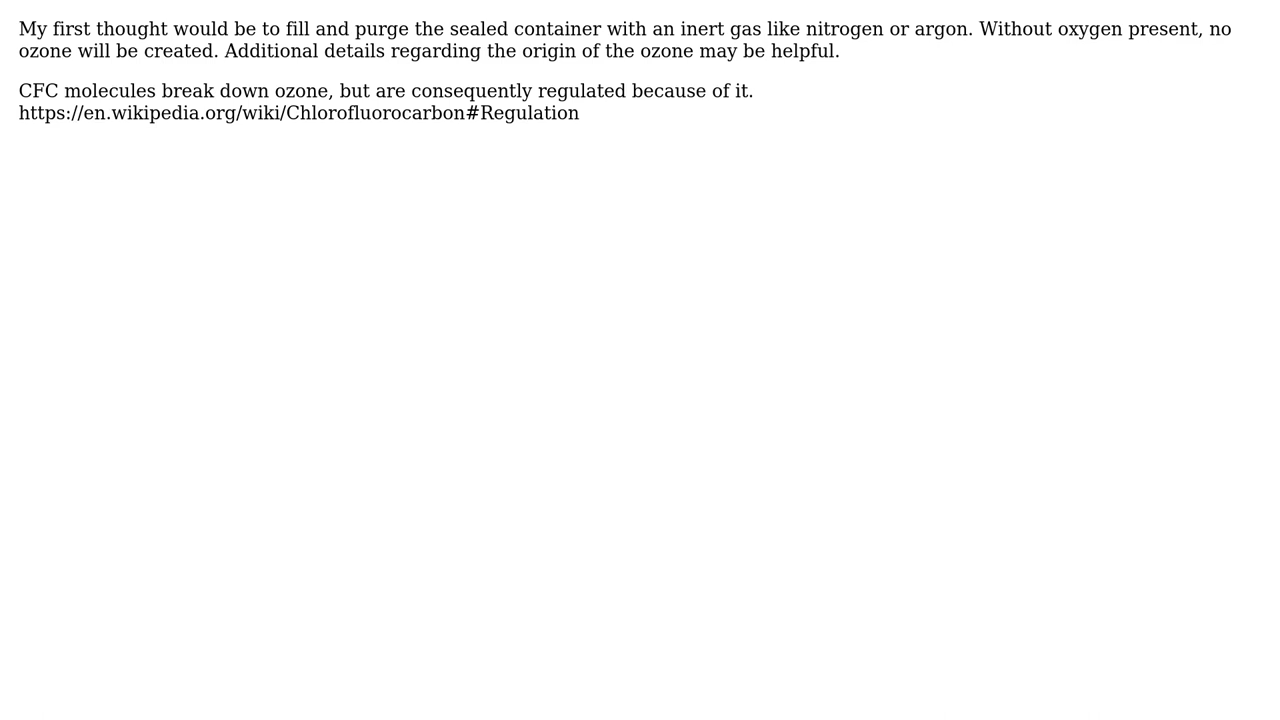 My first thought would be to fill and purge the sealed container with an inert gas like nitrogen or argon. Without oxygen present, no
ozone will be created. Additional details regarding the origin of the ozone may be helpful.
CFC molecules break down ozone, but are consequently regulated because of it.
https://en.wikipedia.org/wiki/Chlorofluorocarbon#Regulation